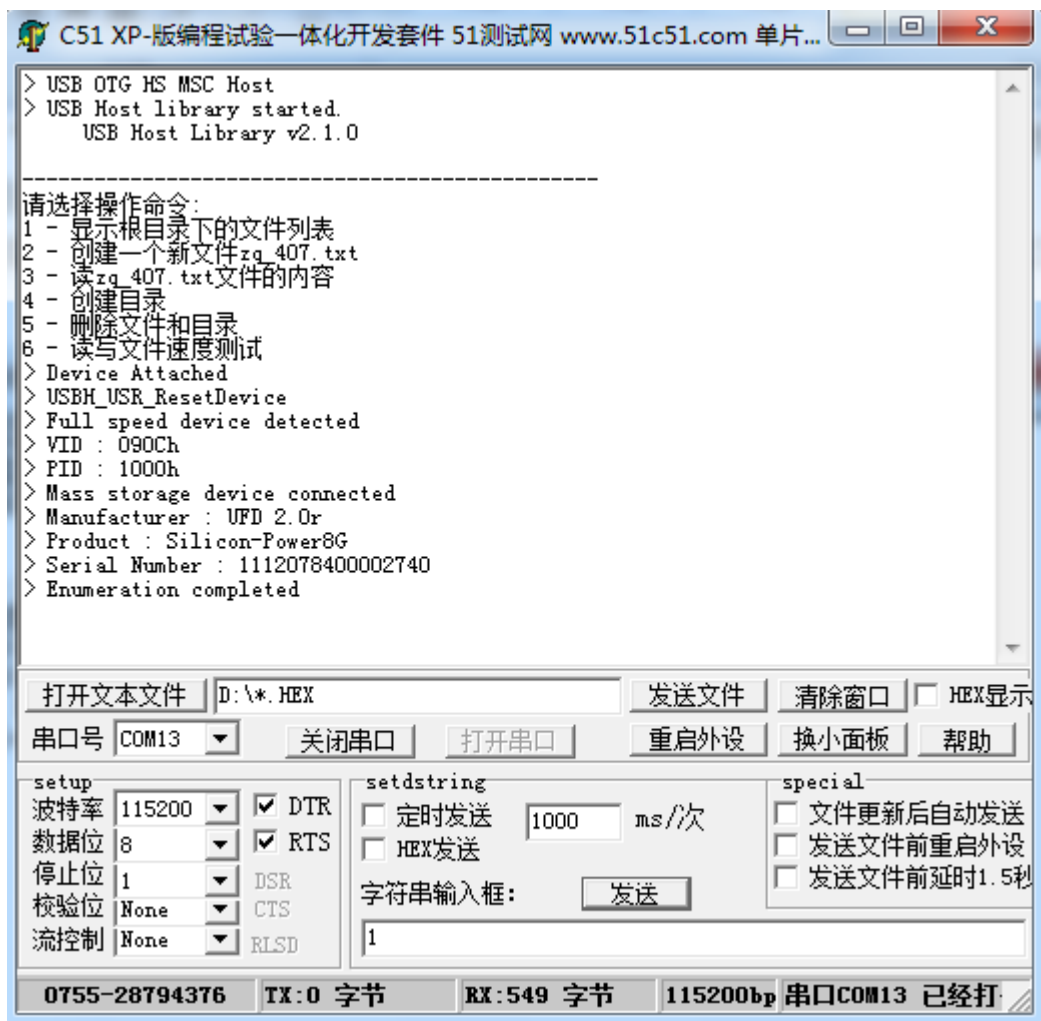 C51 XP-版编程试验一体化开发套件 51测试网 www.51c51.com 单片...
> USB OTG HS MSC Host
> USB Host library started.
USB Host Library v2.1.0
------------------------------------------------
请选择操作命令:
1 - 显示根目录下的文件列表
2 - 创建一个新文件zq_407.txt
3 - 读zq_407.txt文件的内容
4 - 创建目录
5 - 删除文件和目录
6 - 读写文件速度测试
> Device Attached
> USBH_USR_ResetDevice
> Full speed device detected
> VID : 090Ch
> PID : 1000h
> Mass storage device connected
> Manufacturer : UFD 2.0r
> Product : Silicon-Power8G
> Serial Number : 1112078400002740
> Enumeration completed
打开文本文件 D:\*.HEX 发送文件 清除窗口 HEX显示
串口号 COM13 关闭串口 打开串口 重启外设 换小面板 帮助
setup
波特率 115200 DTR
数据位 8 RTS
停止位 1 DSR
校验位 None CTS
流控制 None RLSD
setdstring
定时发送 1000 ms/次
HEX发送
字符串输入框: 发送
1
special
文件更新后自动发送
发送文件前重启外设
发送文件前延时1.5秒
0755-28794376 TX:0 字节 RX:549 字节 115200bp 串口COM13 已经打